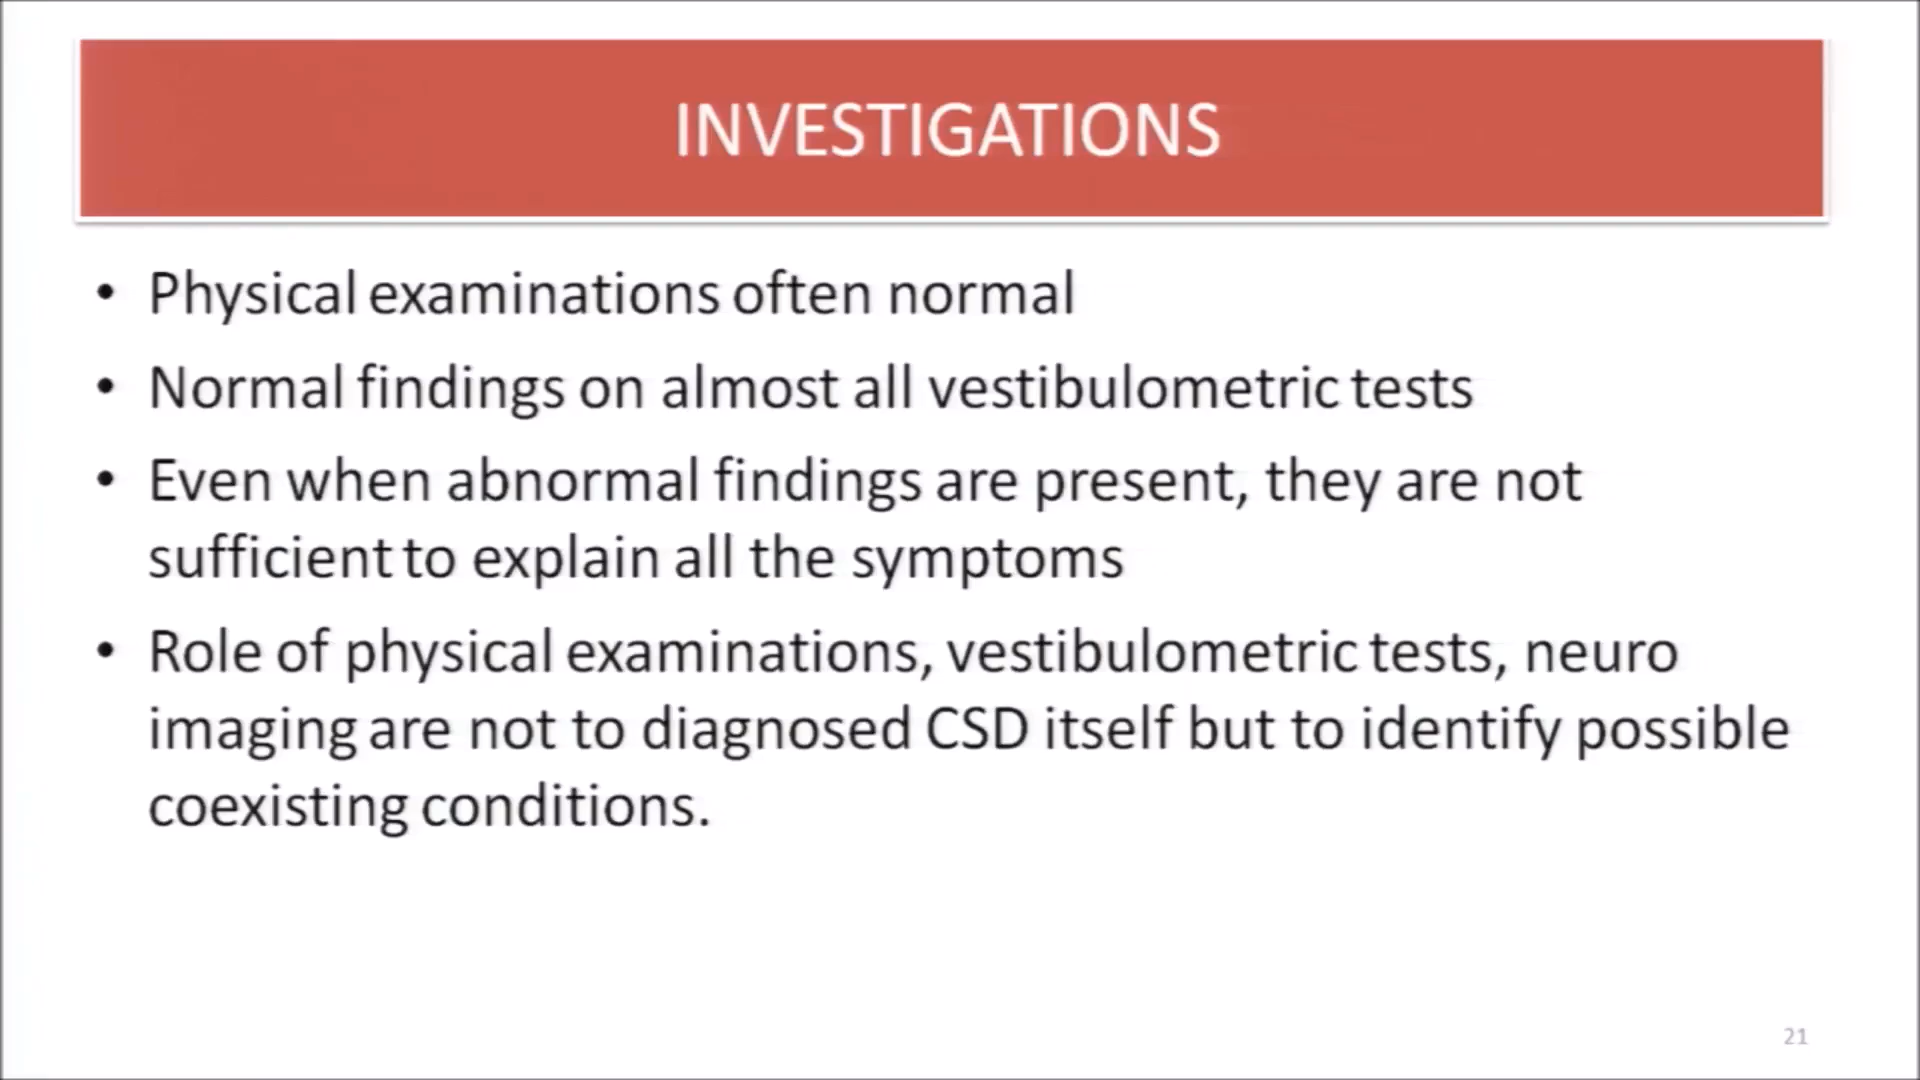 INVESTIGATIONS
• Physical examinations often normal
• Normal findings on almost all vestibulometric tests
• Even when abnormal findings are present, they are not
sufficient to explain all the symptoms
• Role of physical examinations, vestibulometric tests, neuro
imaging are not to diagnosed CSD itself but to identify possible
coexisting conditions.
21